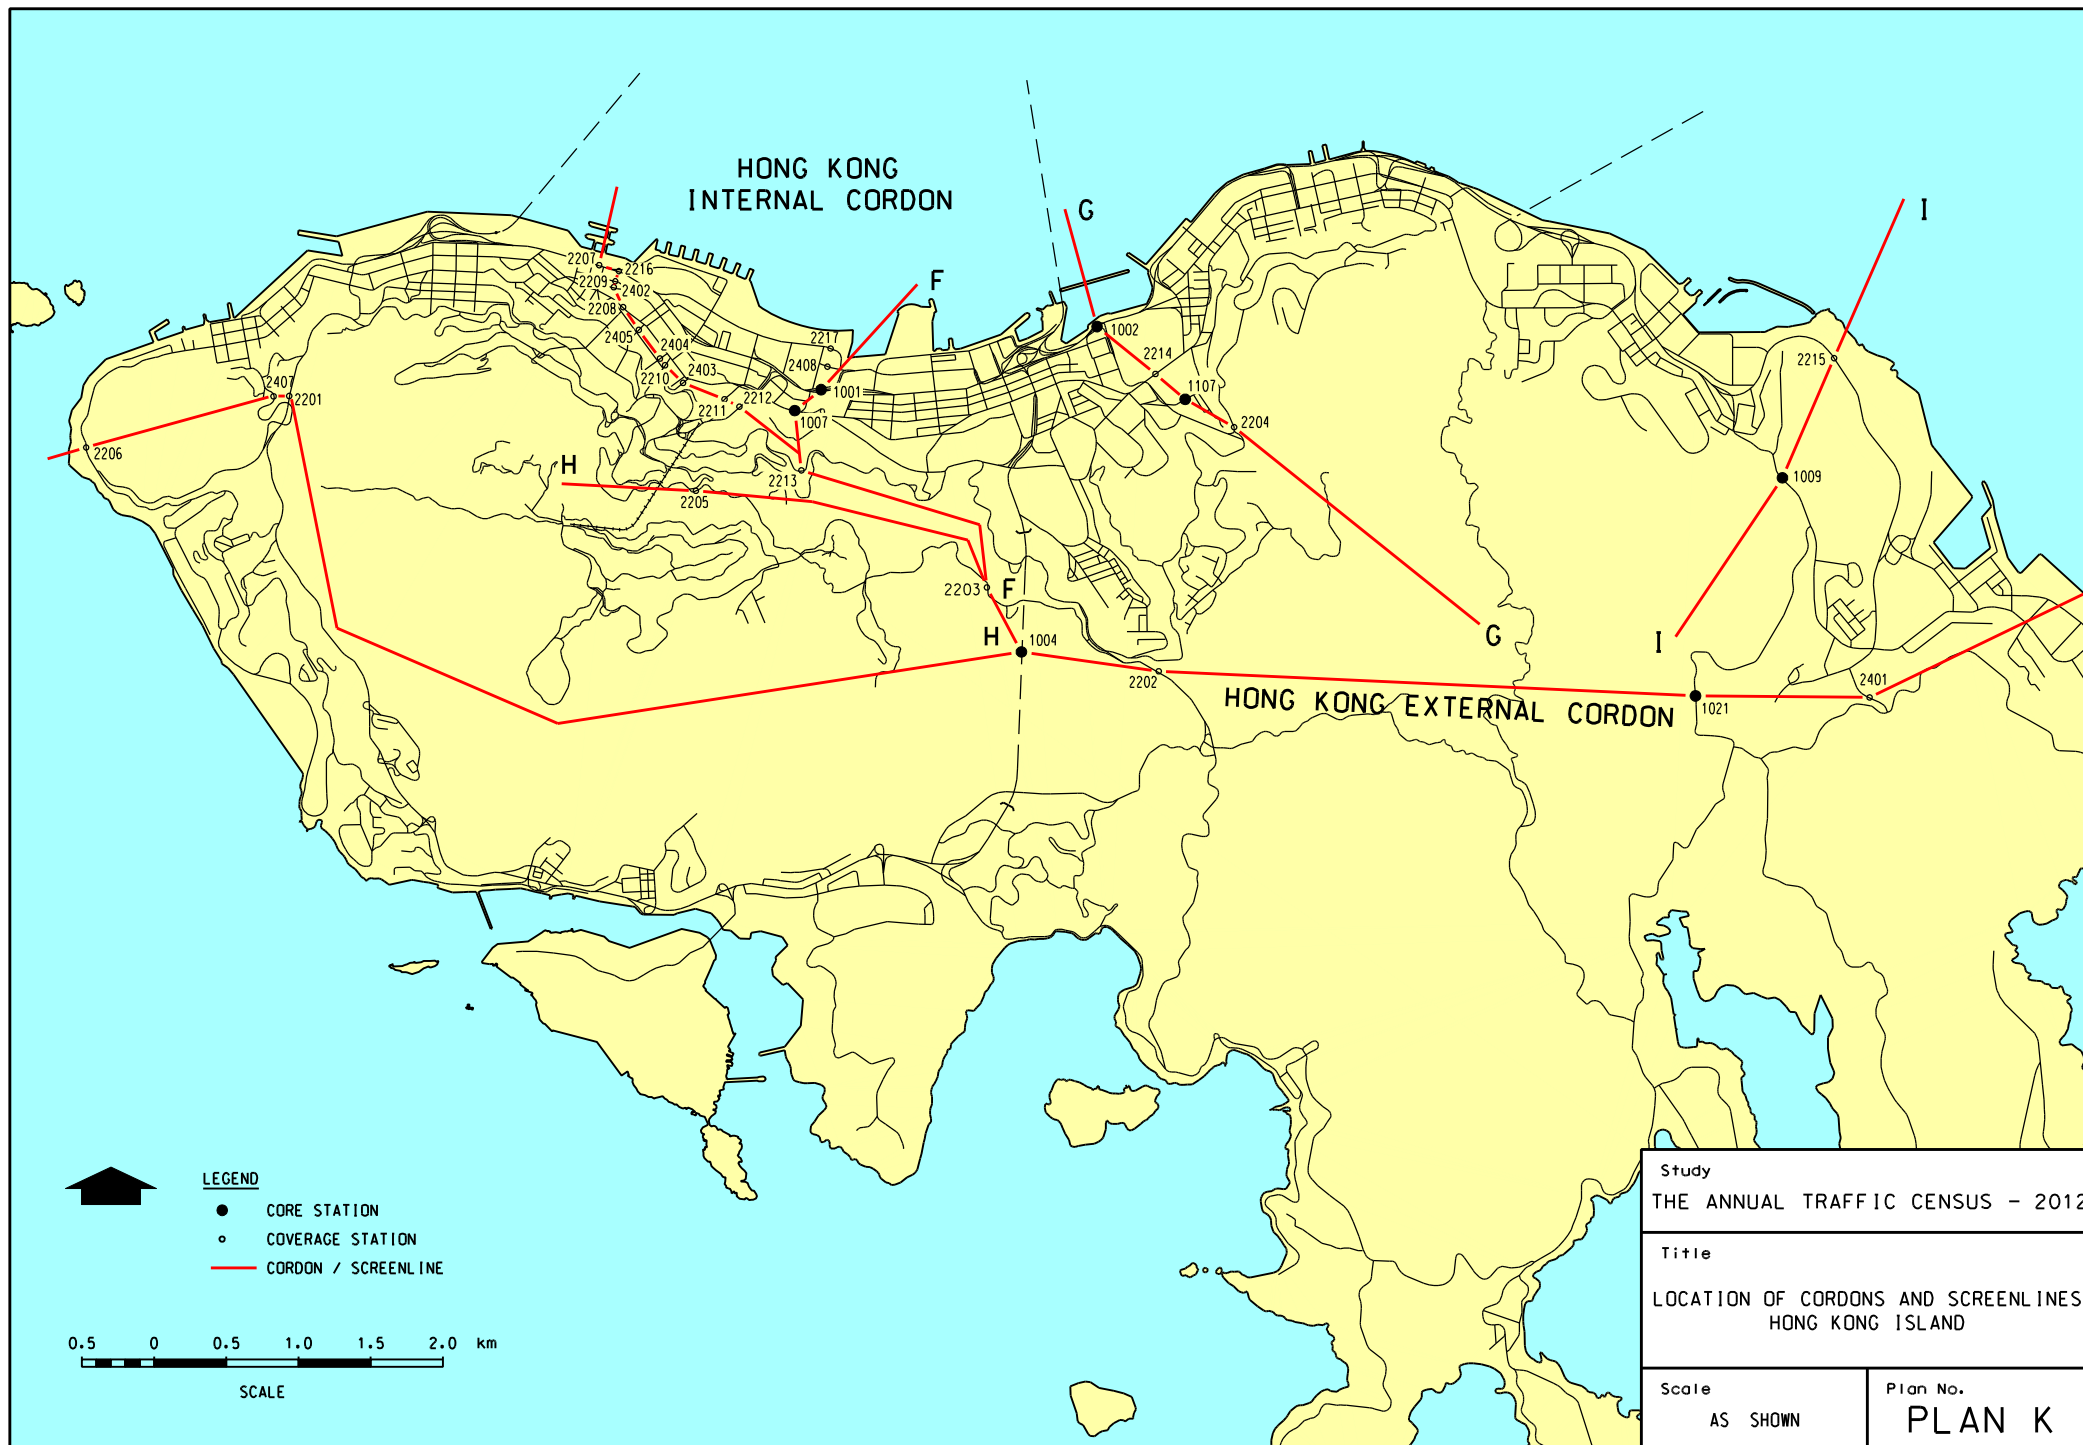 HONG KONG
INTERNAL CORDON
G
I
F
2207
2216
2209
2402
2208
2405
2404
2210
2403
2217
2408
1001
2211
2212
1007
2213
1002
2214
1107
2204
2215
1009
2407
2201
2206
H
2205
2203
F
H
1004
2202
G
I
HONG KONG EXTERNAL CORDON
1021
2401
LEGEND
CORE STATION
COVERAGE STATION
CORDON / SCREENLINE
0.5 0 0.5 1.0 1.5 2.0 km
SCALE
Study
THE ANNUAL TRAFFIC CENSUS - 2012
Title
LOCATION OF CORDONS AND SCREENLINES
HONG KONG ISLAND
Scale
AS SHOWN
Plan No.
PLAN K